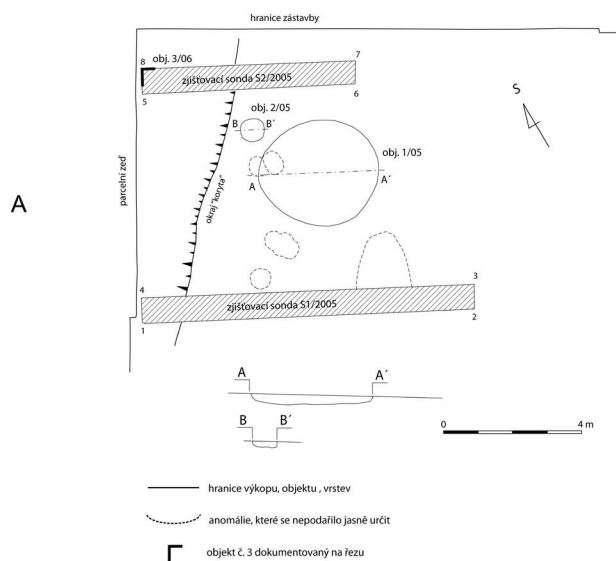 hranice zástavby
8 obj. 3/06
7
zjišťovací sonda S2/2005
5
6
S
obj. 2/05
B B´
obj. 1/05
parcelní zeď
okraj "koryta"
A
A A´
4
3
zjišťovací sonda S1/2005
1
2
A A´
B B´
0 4 m
hranice výkopu, objektu , vrstev
anomálie, které se nepodařilo jasně určit
objekt č. 3 dokumentovaný na řezu